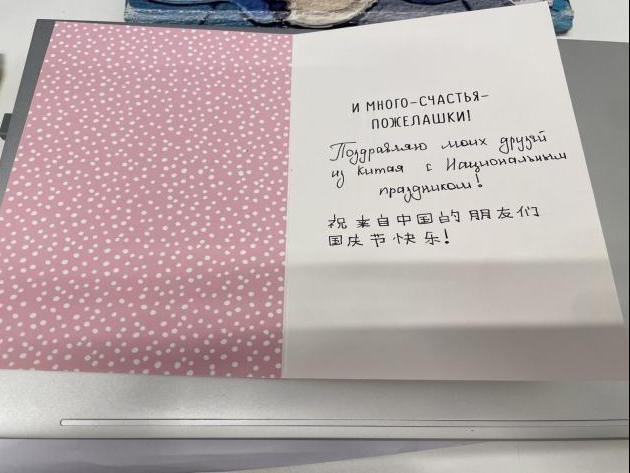 И МНОГО-СЧАСТЬЯ-
ПОЖЕЛАШКИ!
Поздравляю моих друзей
из Китая с Национальным
праздником!
祝来自中国的朋友们
国庆节快乐!